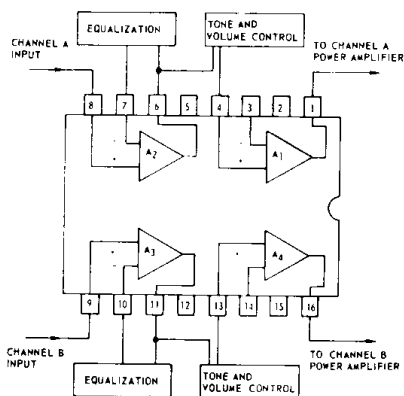 EQUALIZATION
TONE AND
VOLUME CONTROL
CHANNEL A
INPUT
TO CHANNEL A
POWER AMPLIFIER
8 7 6 5 4 3 2 1
A2 A1
A3 A4
9 10 11 12 13 14 15 16
CHANNEL B
INPUT
TO CHANNEL B
POWER AMPLIFIER
EQUALIZATION
TONE AND
VOLUME CONTROL